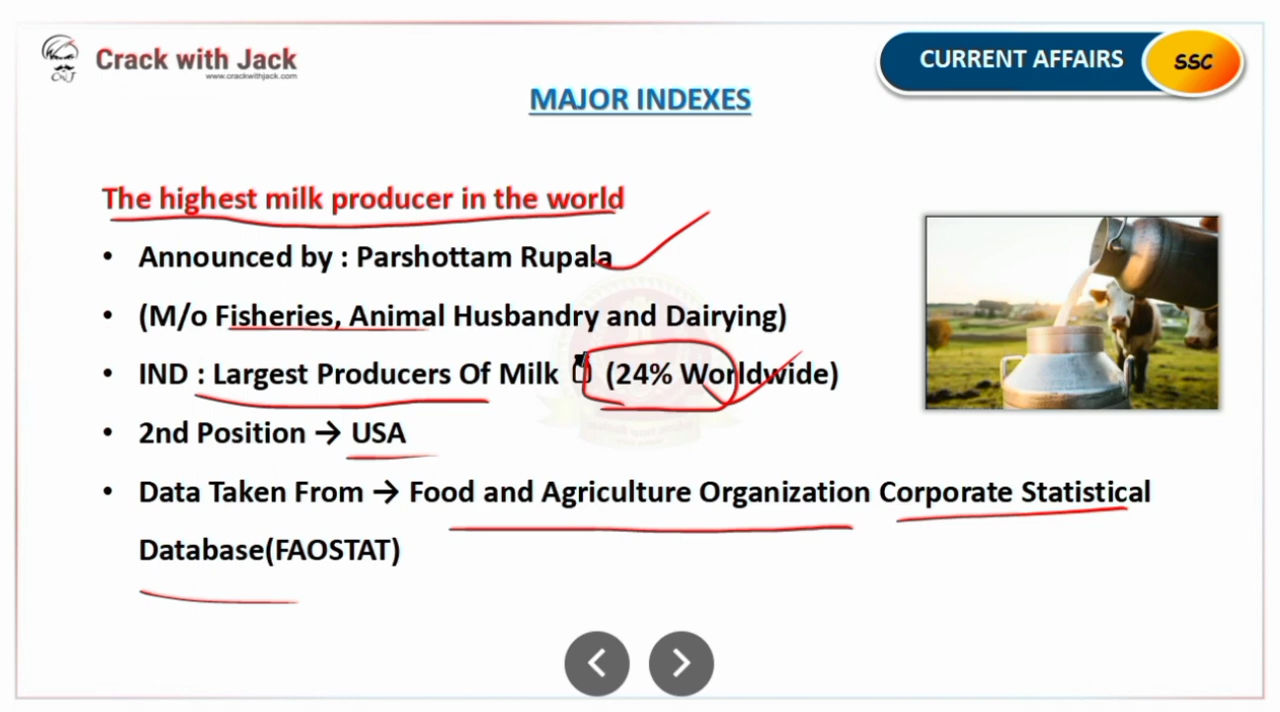 Crack with Jack
www.crackwithjack.com
CURRENT AFFAIRS
SSC
MAJOR INDEXES
The highest milk producer in the world
• Announced by : Parshottam Rupala
• (M/o Fisheries, Animal Husbandry and Dairying)
• IND : Largest Producers Of Milk (24% Worldwide)
• 2nd Position → USA
• Data Taken From → Food and Agriculture Organization Corporate Statistical
Database(FAOSTAT)